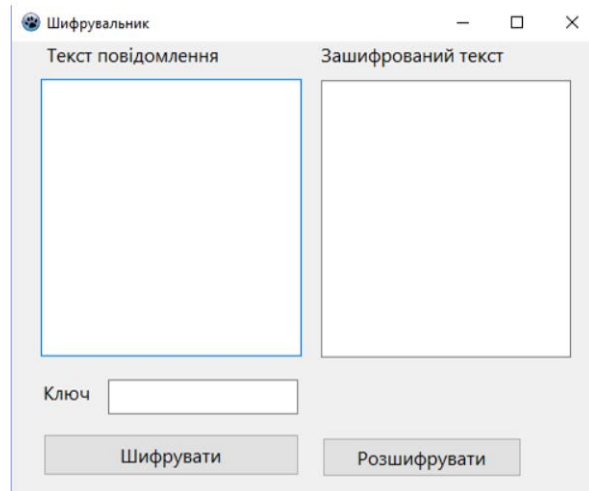 Шифрувальник
Текст повідомлення
Зашифрований текст
Ключ
Шифрувати
Розшифрувати